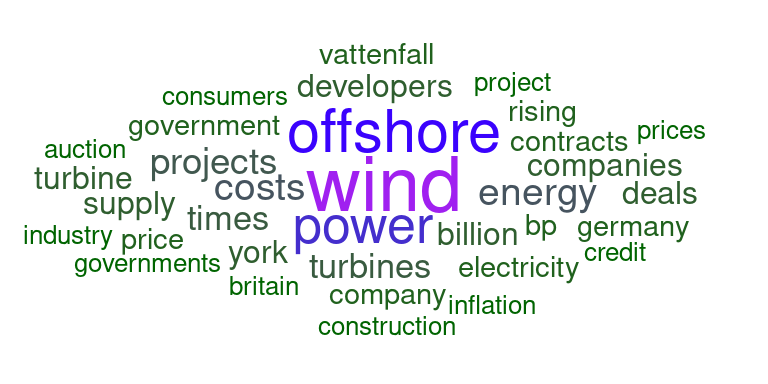 vattenfall
developers
project
consumers
rising
government
offshore
contracts
prices
auction
projects
companies
turbine
costs
wind
energy
deals
supply
times
power
billion
bp
germany
industry
price
york
credit
governments
turbines
electricity
britain
company
inflation
construction